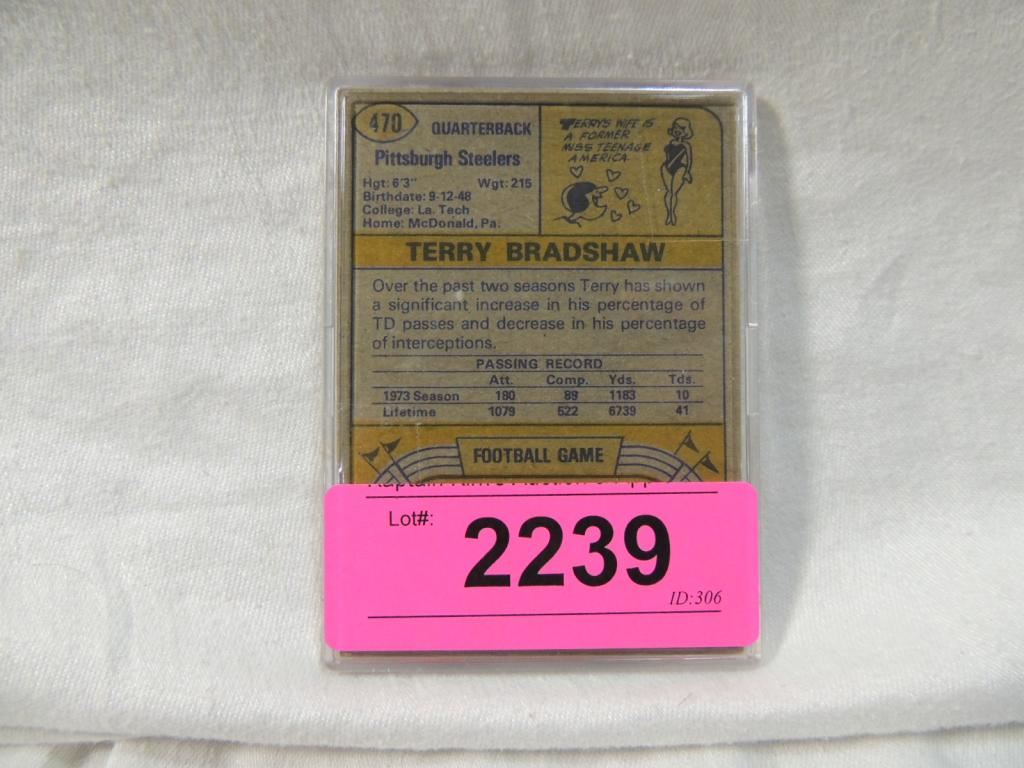 470
QUARTERBACK
Pittsburgh Steelers
Hgt: 6'3" Wgt: 215
Birthdate: 9-12-48
College: La. Tech
Home: McDonald, Pa.
TERRY'S WIFE IS
A FORMER
MISS TEENAGE
AMERICA.
TERRY BRADSHAW
Over the past two seasons Terry has shown
a significant increase in his percentage of
TD passes and decrease in his percentage
of interceptions.
PASSING RECORD
Att. Comp. Yds. Tds.
1973 Season 180 89 1183 10
Lifetime 1079 522 6739 41
FOOTBALL GAME
Lot#:
2239
ID:306